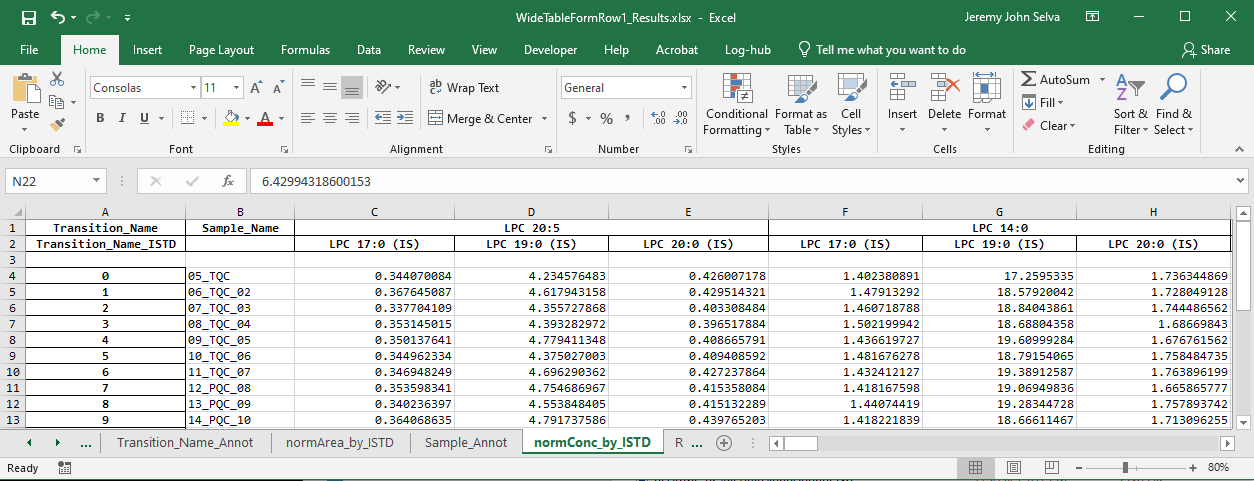 WideTableFormRow1_Results.xlsx - Excel
Jeremy John Selva
File Home Insert Page Layout Formulas Data Review View Developer Help Acrobat Log-hub Tell me what you want to do Share
Paste
Consolas 11
B I U
A A
A
Wrap Text
Merge & Center
General
$ % ,
Conditional Formatting
Format as Table
Cell Styles
Insert
Delete
Format
AutoSum
Fill
Clear
Sort & Filter
Find & Select
Clipboard Font Alignment Number Styles Cells Editing
N22 fx 6.42994318600153
A B C D E F G H
1 Transition_Name Sample_Name LPC 20:5 LPC 14:0
2 Transition_Name_ISTD LPC 17:0 (IS) LPC 19:0 (IS) LPC 20:0 (IS) LPC 17:0 (IS) LPC 19:0 (IS) LPC 20:0 (IS)
3
4 0 05_TQC 0.344070084 4.234576483 0.426007178 1.402380891 17.2595335 1.736344869
5 1 06_TQC_02 0.367645087 4.617943158 0.429514321 1.47913292 18.57920042 1.728049128
6 2 07_TQC_03 0.337704109 4.355727868 0.403308484 1.460718788 18.84043861 1.744486562
7 3 08_TQC_04 0.353145015 4.393282972 0.396517884 1.502199942 18.68804358 1.68669843
8 4 09_TQC_05 0.350137641 4.779411348 0.408665791 1.436619727 19.60999284 1.676761562
9 5 10_TQC_06 0.344962334 4.375027003 0.409408592 1.481676278 18.79154065 1.758484735
10 6 11_TQC_07 0.346948249 4.696290362 0.427237864 1.432412127 19.38912587 1.763896199
11 7 12_PQC_08 0.353598341 4.754686967 0.415358084 1.418167598 19.06949836 1.665865777
12 8 13_PQC_09 0.340236397 4.553848405 0.415132289 1.44074419 19.28344728 1.757893742
13 9 14_PQC_10 0.364068635 4.791737586 0.439765203 1.418221839 18.66611467 1.713096255
... Transition_Name_Annot normArea_by_ISTD Sample_Annot normConc_by_ISTD R ...
Ready 80%